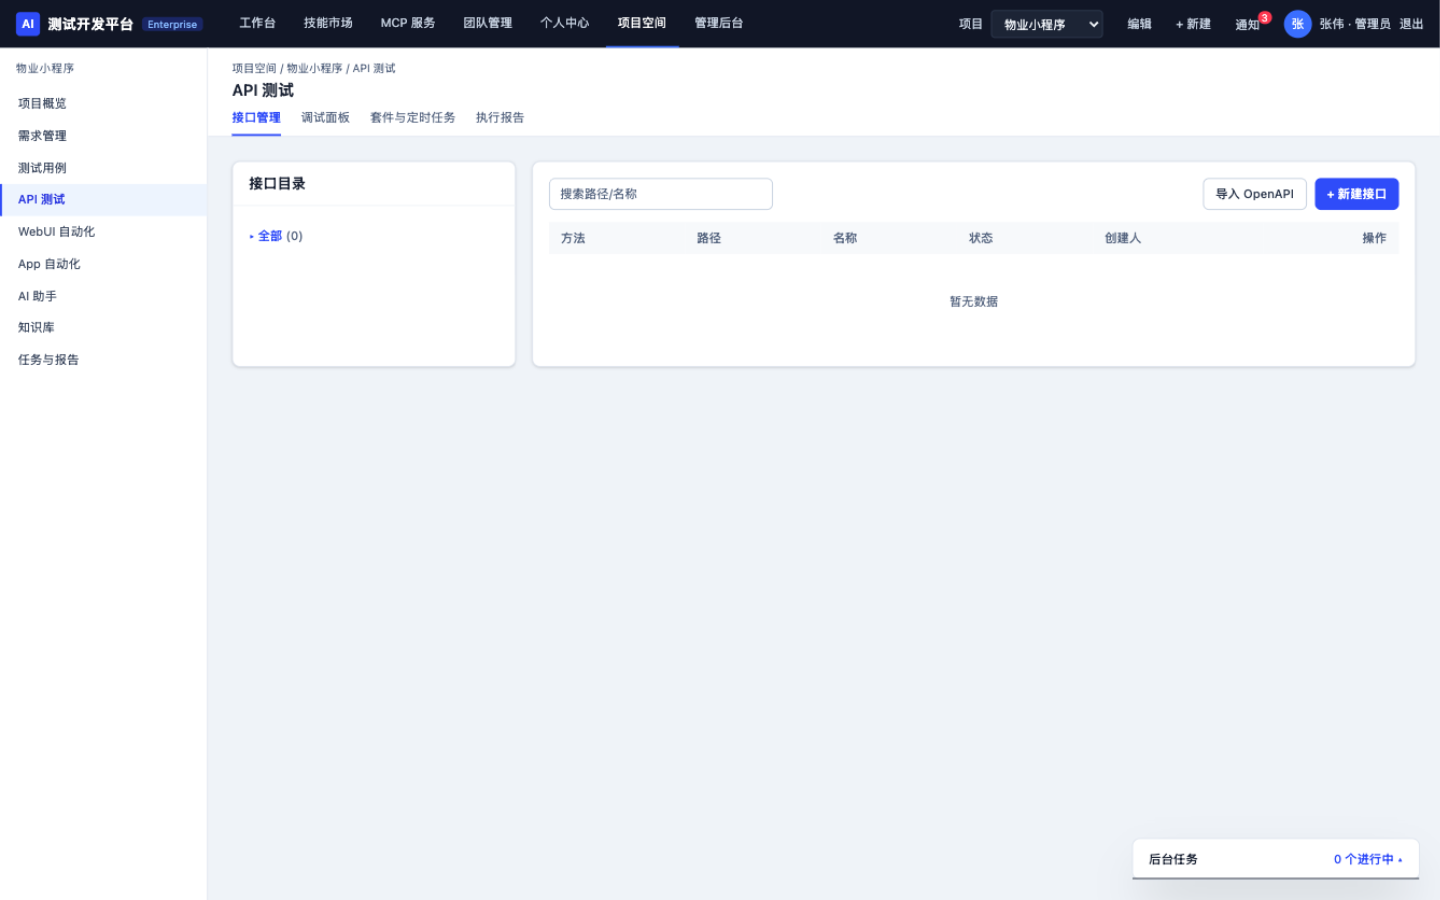 AI 测试开发平台 Enterprise 工作台 技能市场 MCP 服务 团队管理 个人中心 项目空间 管理后台 项目 物业小程序 编辑 + 新建 通知 3 张 张伟 · 管理员 退出
物业小程序
项目概览
需求管理
测试用例
API 测试
WebUI 自动化
App 自动化
AI 助手
知识库
任务与报告
项目空间 / 物业小程序 / API 测试
API 测试
接口管理 调试面板 套件与定时任务 执行报告
接口目录
▸ 全部 (0)
搜索路径/名称 导入 OpenAPI + 新建接口
方法 路径 名称 状态 创建人 操作
暂无数据
后台任务 0 个进行中 ▴